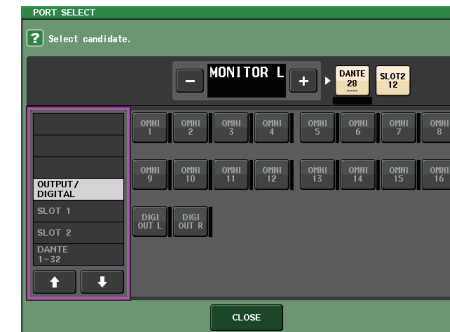 PORT SELECT
? Select candidate.
− MONITOR L +
DANTE 28 ----
SLOT2 12
OMNI 1 OMNI 2 OMNI 3 OMNI 4 OMNI 5 OMNI 6 OMNI 7 OMNI 8
OMNI 9 OMNI 10 OMNI 11 OMNI 12 OMNI 13 OMNI 14 OMNI 15 OMNI 16
DIGI OUT L DIGI OUT R
OUTPUT/
DIGITAL
SLOT 1
SLOT 2
DANTE
1-32
CLOSE